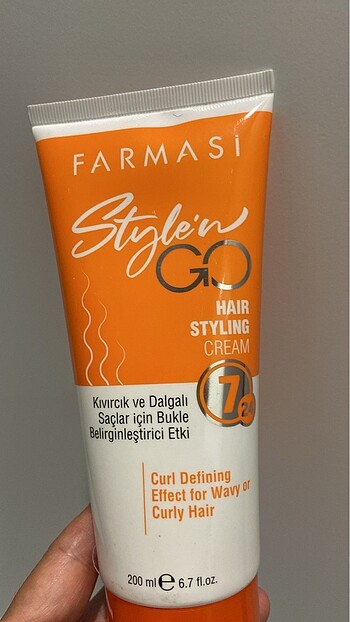 FARMASİ
Style'n
GO
HAIR
STYLING
CREAM
7/24
Kıvırcık ve Dalgalı
Saçlar için Bukle
Belirginleştirici Etki
Curl Defining
Effect for Wavy or
Curly Hair
200 ml ℮ 6.7 fl.oz.